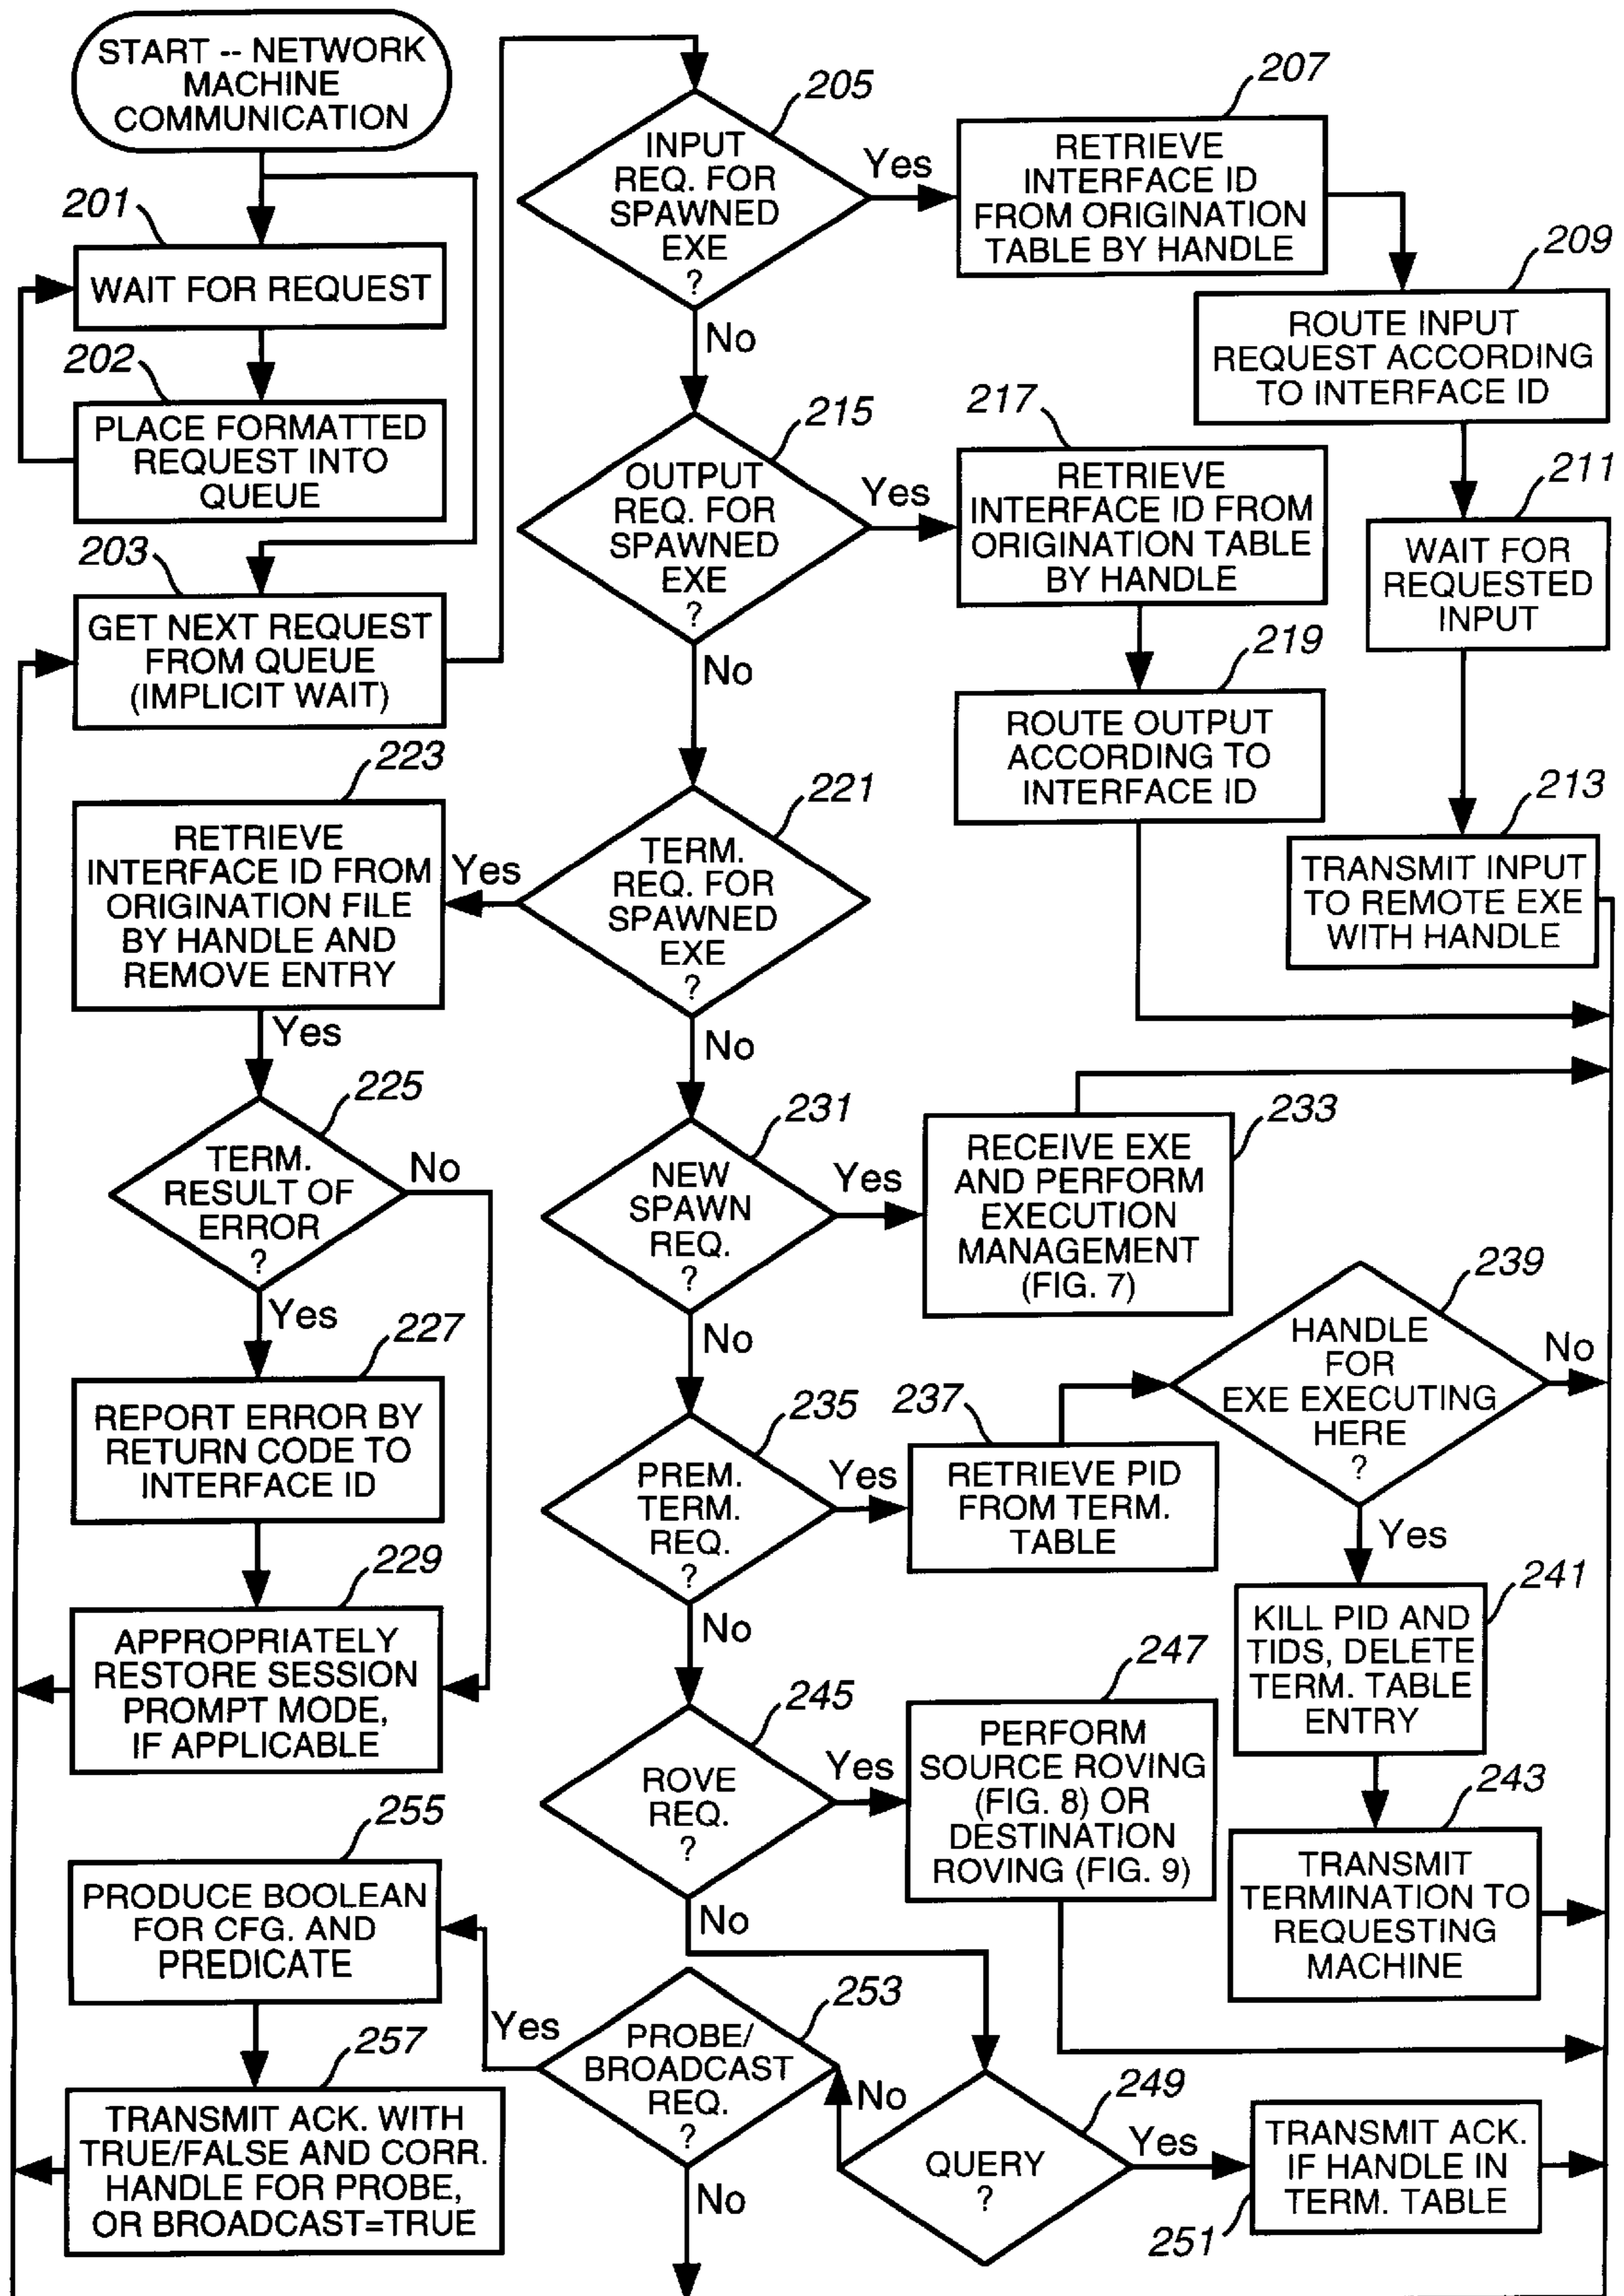 START -- NETWORK
MACHINE
COMMUNICATION
201
WAIT FOR REQUEST
202
PLACE FORMATTED
REQUEST INTO
QUEUE
203
GET NEXT REQUEST
FROM QUEUE
(IMPLICIT WAIT)
205
INPUT
REQ. FOR
SPAWNED
EXE
?
Yes
No
207
RETRIEVE
INTERFACE ID
FROM ORIGINATION
TABLE BY HANDLE
209
ROUTE INPUT
REQUEST ACCORDING
TO INTERFACE ID
211
WAIT FOR
REQUESTED
INPUT
213
TRANSMIT INPUT
TO REMOTE EXE
WITH HANDLE
215
OUTPUT
REQ. FOR
SPAWNED
EXE
?
Yes
No
217
RETRIEVE
INTERFACE ID FROM
ORIGINATION TABLE
BY HANDLE
219
ROUTE OUTPUT
ACCORDING TO
INTERFACE ID
221
TERM.
REQ. FOR
SPAWNED
EXE
?
Yes
No
223
RETRIEVE
INTERFACE ID FROM
ORIGINATION FILE
BY HANDLE AND
REMOVE ENTRY
Yes
225
TERM.
RESULT OF
ERROR
?
No
Yes
227
REPORT ERROR BY
RETURN CODE TO
INTERFACE ID
229
APPROPRIATELY
RESTORE SESSION
PROMPT MODE,
IF APPLICABLE
231
NEW
SPAWN
REQ.
?
Yes
No
233
RECEIVE EXE
AND PERFORM
EXECUTION
MANAGEMENT
(FIG. 7)
235
PREM.
TERM.
REQ.
?
Yes
No
237
RETRIEVE PID
FROM TERM.
TABLE
239
HANDLE
FOR
EXE EXECUTING
HERE
?
No
Yes
241
KILL PID AND
TIDS, DELETE
TERM. TABLE
ENTRY
243
TRANSMIT
TERMINATION TO
REQUESTING
MACHINE
245
ROVE
REQ.
?
Yes
No
247
PERFORM
SOURCE ROVING
(FIG. 8) OR
DESTINATION
ROVING (FIG. 9)
249
QUERY
?
No
Yes
251
TRANSMIT ACK.
IF HANDLE IN
TERM. TABLE
253
PROBE/
BROADCAST
REQ.
?
Yes
No
255
PRODUCE BOOLEAN
FOR CFG. AND
PREDICATE
257
TRANSMIT ACK. WITH
TRUE/FALSE AND CORR.
HANDLE FOR PROBE,
OR BROADCAST=TRUE